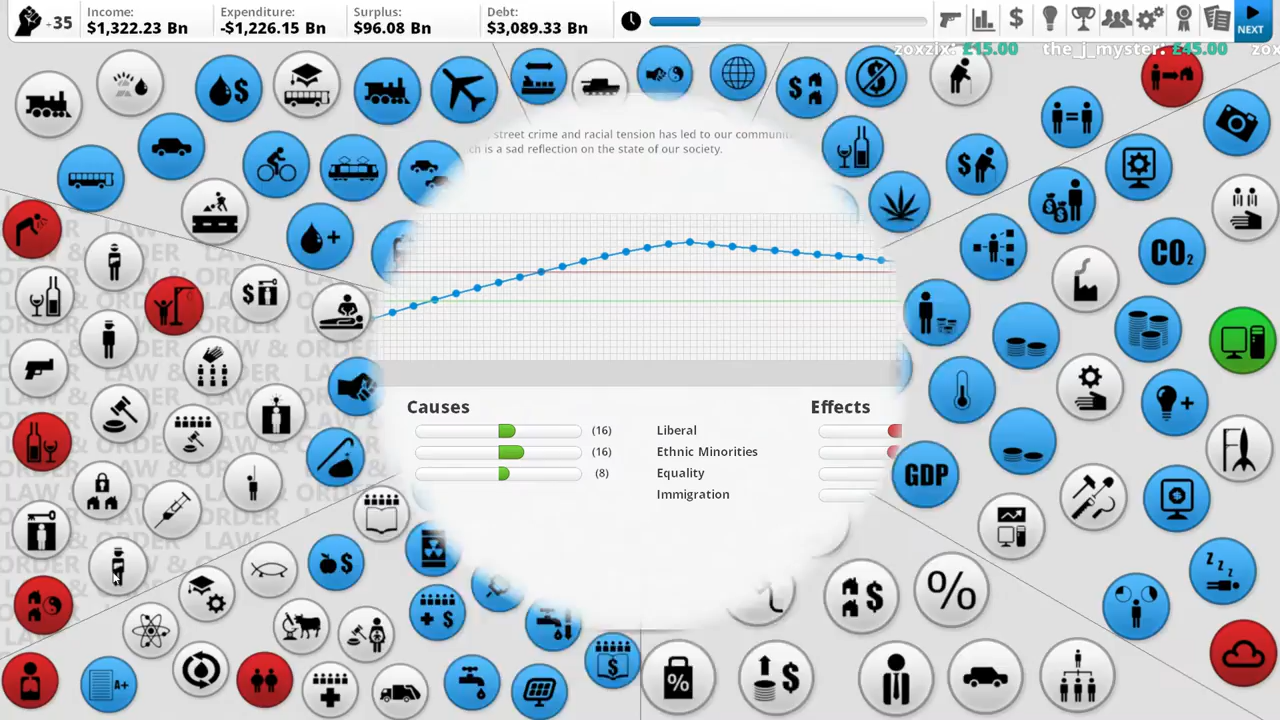 +35
Income:
$1,322.23 Bn
Expenditure:
-$1,226.15 Bn
Surplus:
$96.08 Bn
Debt:
$3,089.33 Bn
NEXT
zoxzix: £15.00 the_j_myster: £45.00 zox
street crime and racial tension has led to our
is a sad reflection on the state of our society.
LAW & ORDER
CO2
GDP
A+
%
Causes
(16)
(16)
(8)
Effects
Liberal
Ethnic Minorities
Equality
Immigration